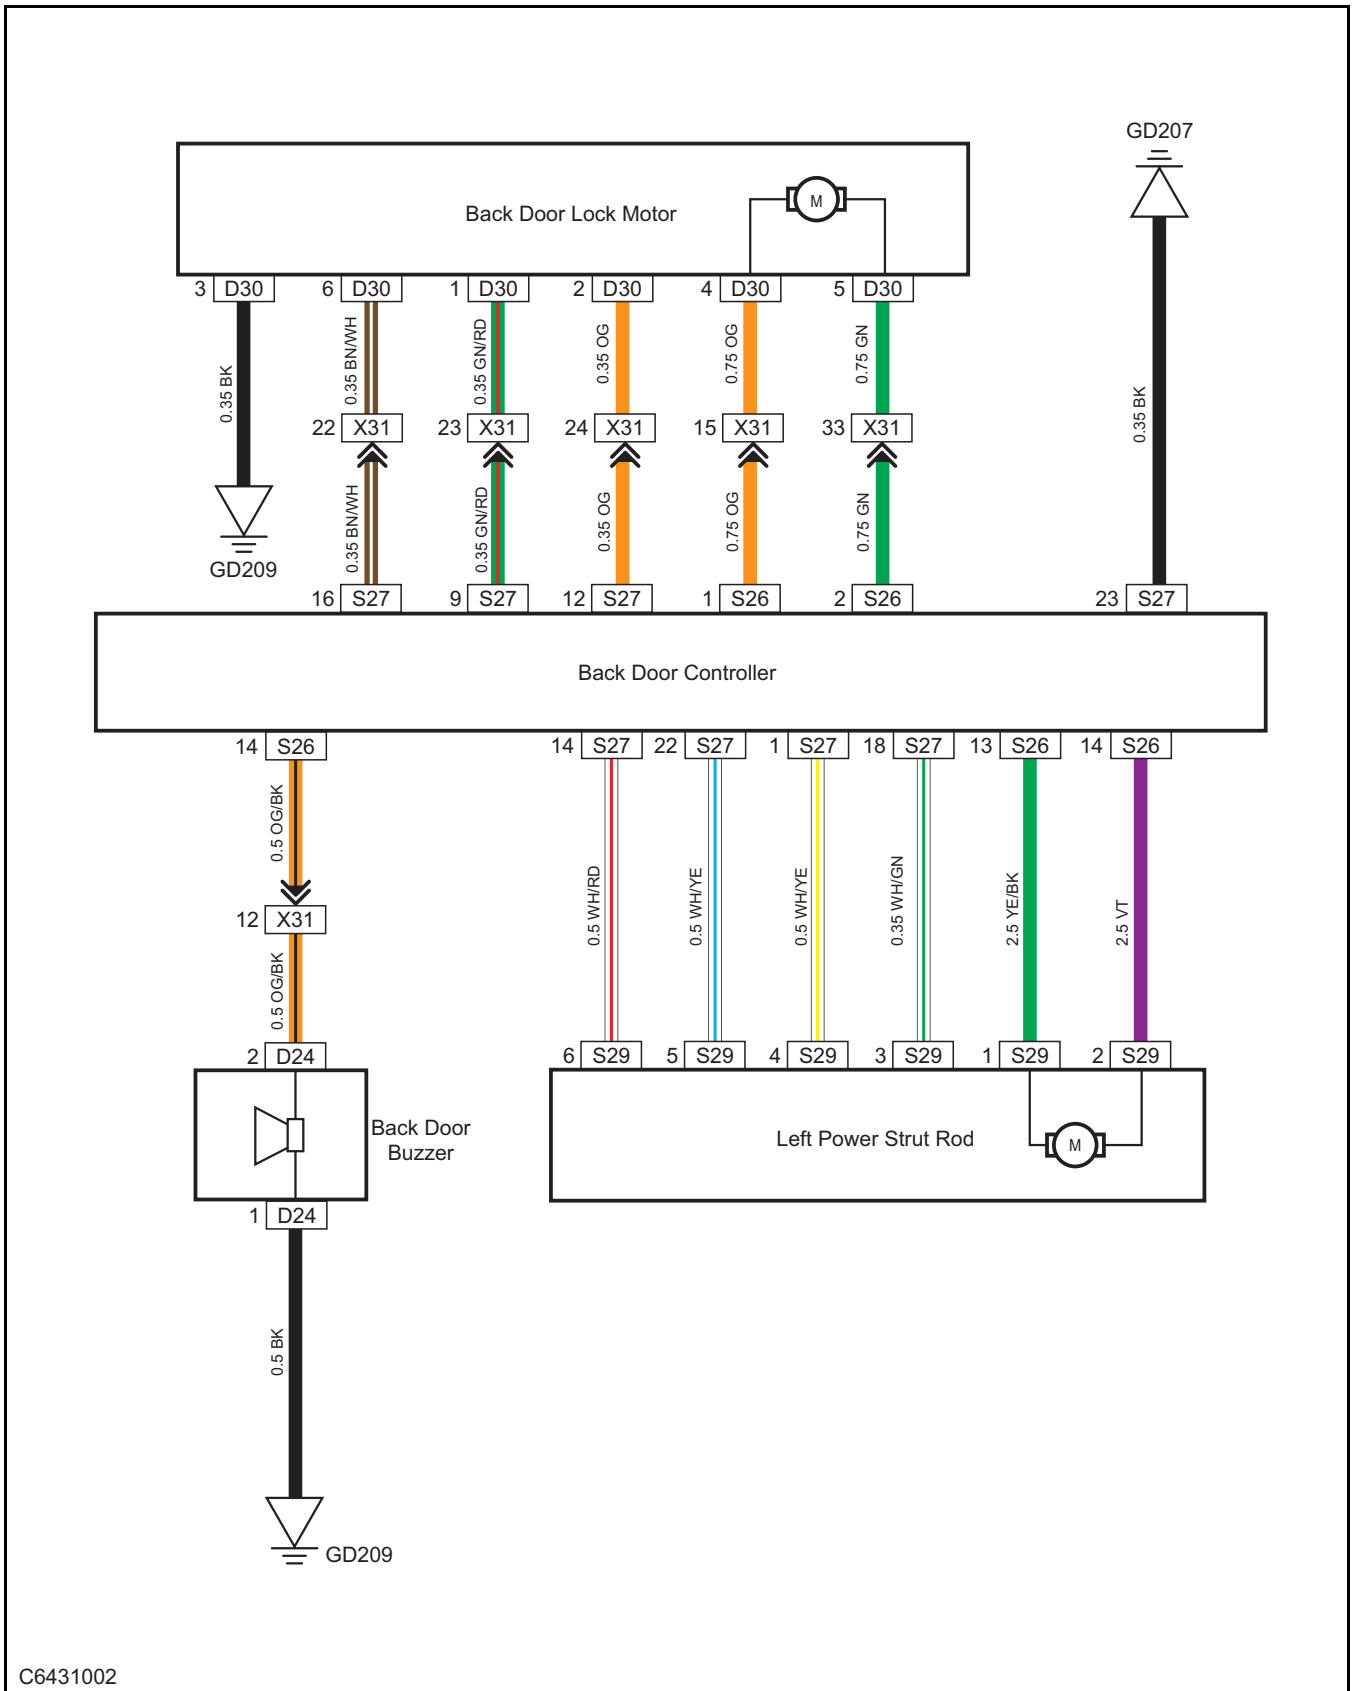 GD207
Back Door Lock Motor
M
3 D30 6 D30 1 D30 2 D30 4 D30 5 D30
0.35 BK
0.35 BN/WH
0.35 GN/RD
0.35 OG
0.75 OG
0.75 GN
0.35 BK
22 X31 23 X31 24 X31 15 X31 33 X31
0.35 BN/WH
0.35 GN/RD
0.35 OG
0.75 OG
0.75 GN
GD209
16 S27 9 S27 12 S27 1 S26 2 S26 23 S27
Back Door Controller
14 S26 14 S27 22 S27 1 S27 18 S27 13 S26 14 S26
0.5 OG/BK
0.5 WH/RD
0.5 WH/YE
0.5 WH/YE
0.35 WH/GN
2.5 YE/BK
2.5 VT
12 X31
0.5 OG/BK
2 D24 6 S29 5 S29 4 S29 3 S29 1 S29 2 S29
Back Door
Buzzer
Left Power Strut Rod
M
1 D24
0.5 BK
GD209
C6431002